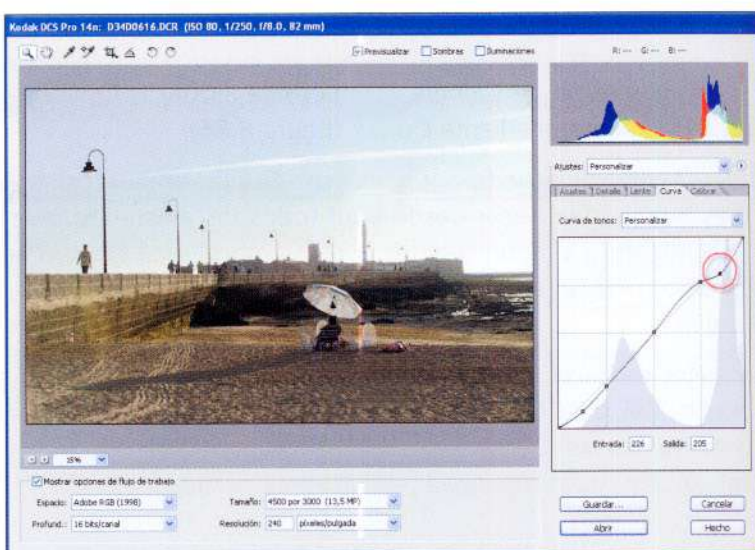 Kodak DCS Pro 14n: D34D0616.DCR (ISO 80, 1/250, f/8.0, 82 mm)
Previsualizar Sombras Iluminaciones
R: --- G: --- B: ---
Ajustes: Personalizar
Ajustes Detalle Lente Curva Calibrar
Curva de tonos: Personalizar
Entrada: 226 Salida: 205
15%
Mostrar opciones de flujo de trabajo
Espacio: Adobe RGB (1998) Tamaño: 4500 por 3000 (13,5 MP)
Profund.: 16 bits/canal Resolución: 240 píxeles/pulgada
Guardar... Cancelar
Abrir Hecho